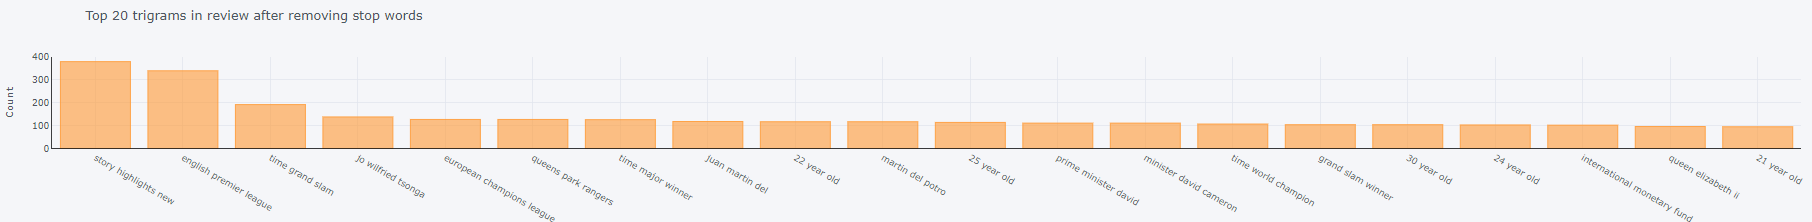 Top 20 trigrams in review after removing stop words
Count
400
300
200
100
0
story highlights new
english premier league
time grand slam
jo wilfried tsonga
european champions league
queens park rangers
time major winner
juan martin del
22 year old
martin del potro
25 year old
prime minister david
minister david cameron
time world champion
grand slam winner
30 year old
24 year old
international monetary fund
queen elizabeth ii
21 year old